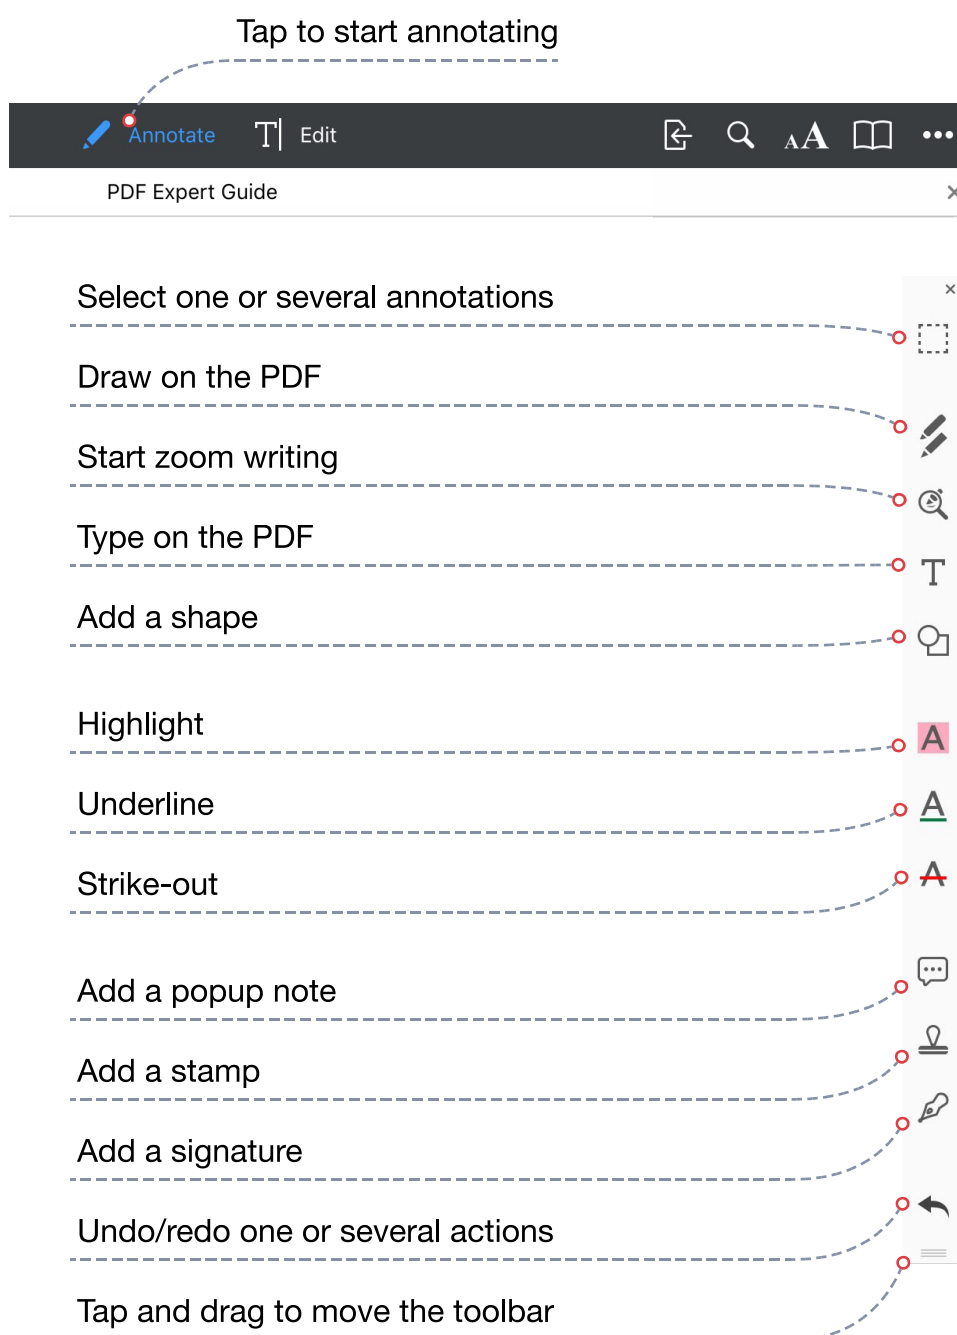 Tap to start annotating
Annotate Edit AA
PDF Expert Guide
Select one or several annotations
Draw on the PDF
Start zoom writing
Type on the PDF
T
Add a shape
Highlight
A
Underline
A
Strike-out
A
Add a popup note
Add a stamp
Add a signature
Undo/redo one or several actions
Tap and drag to move the toolbar